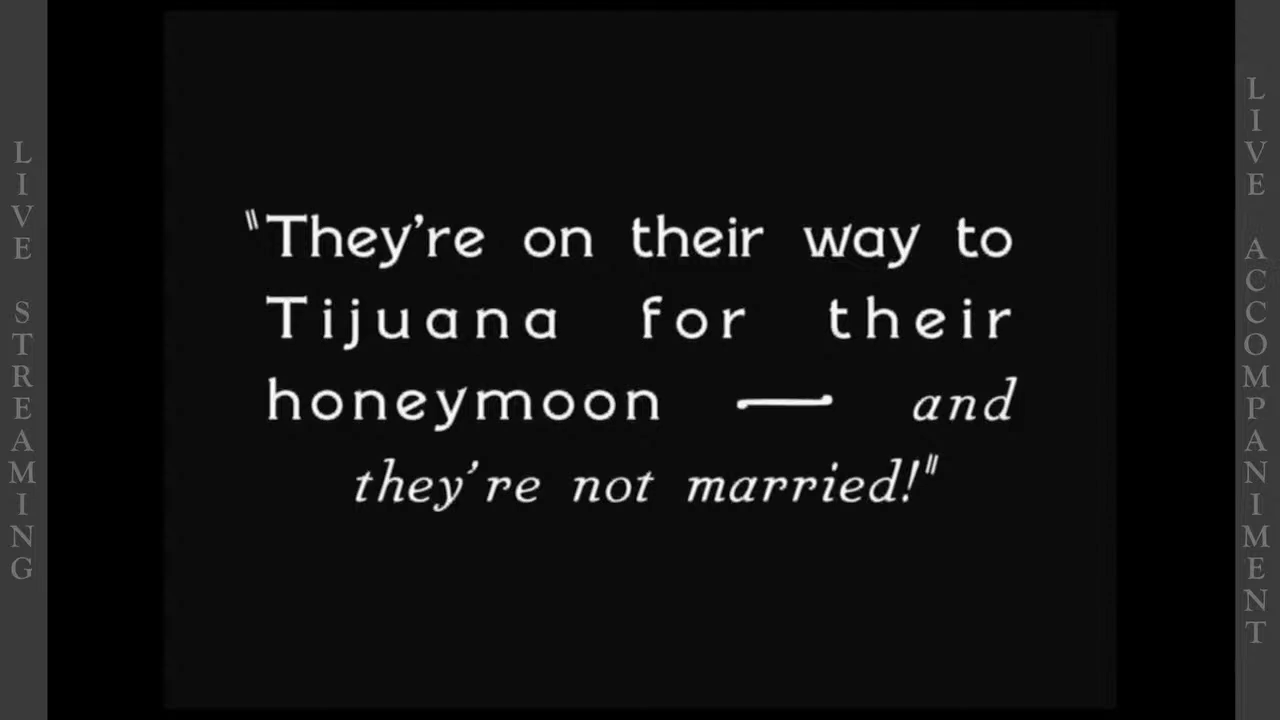 LIVE STREAMING
"They're on their way to
Tijuana for their
honeymoon — and
they're not married!"
LIVE ACCOMPANIMENT